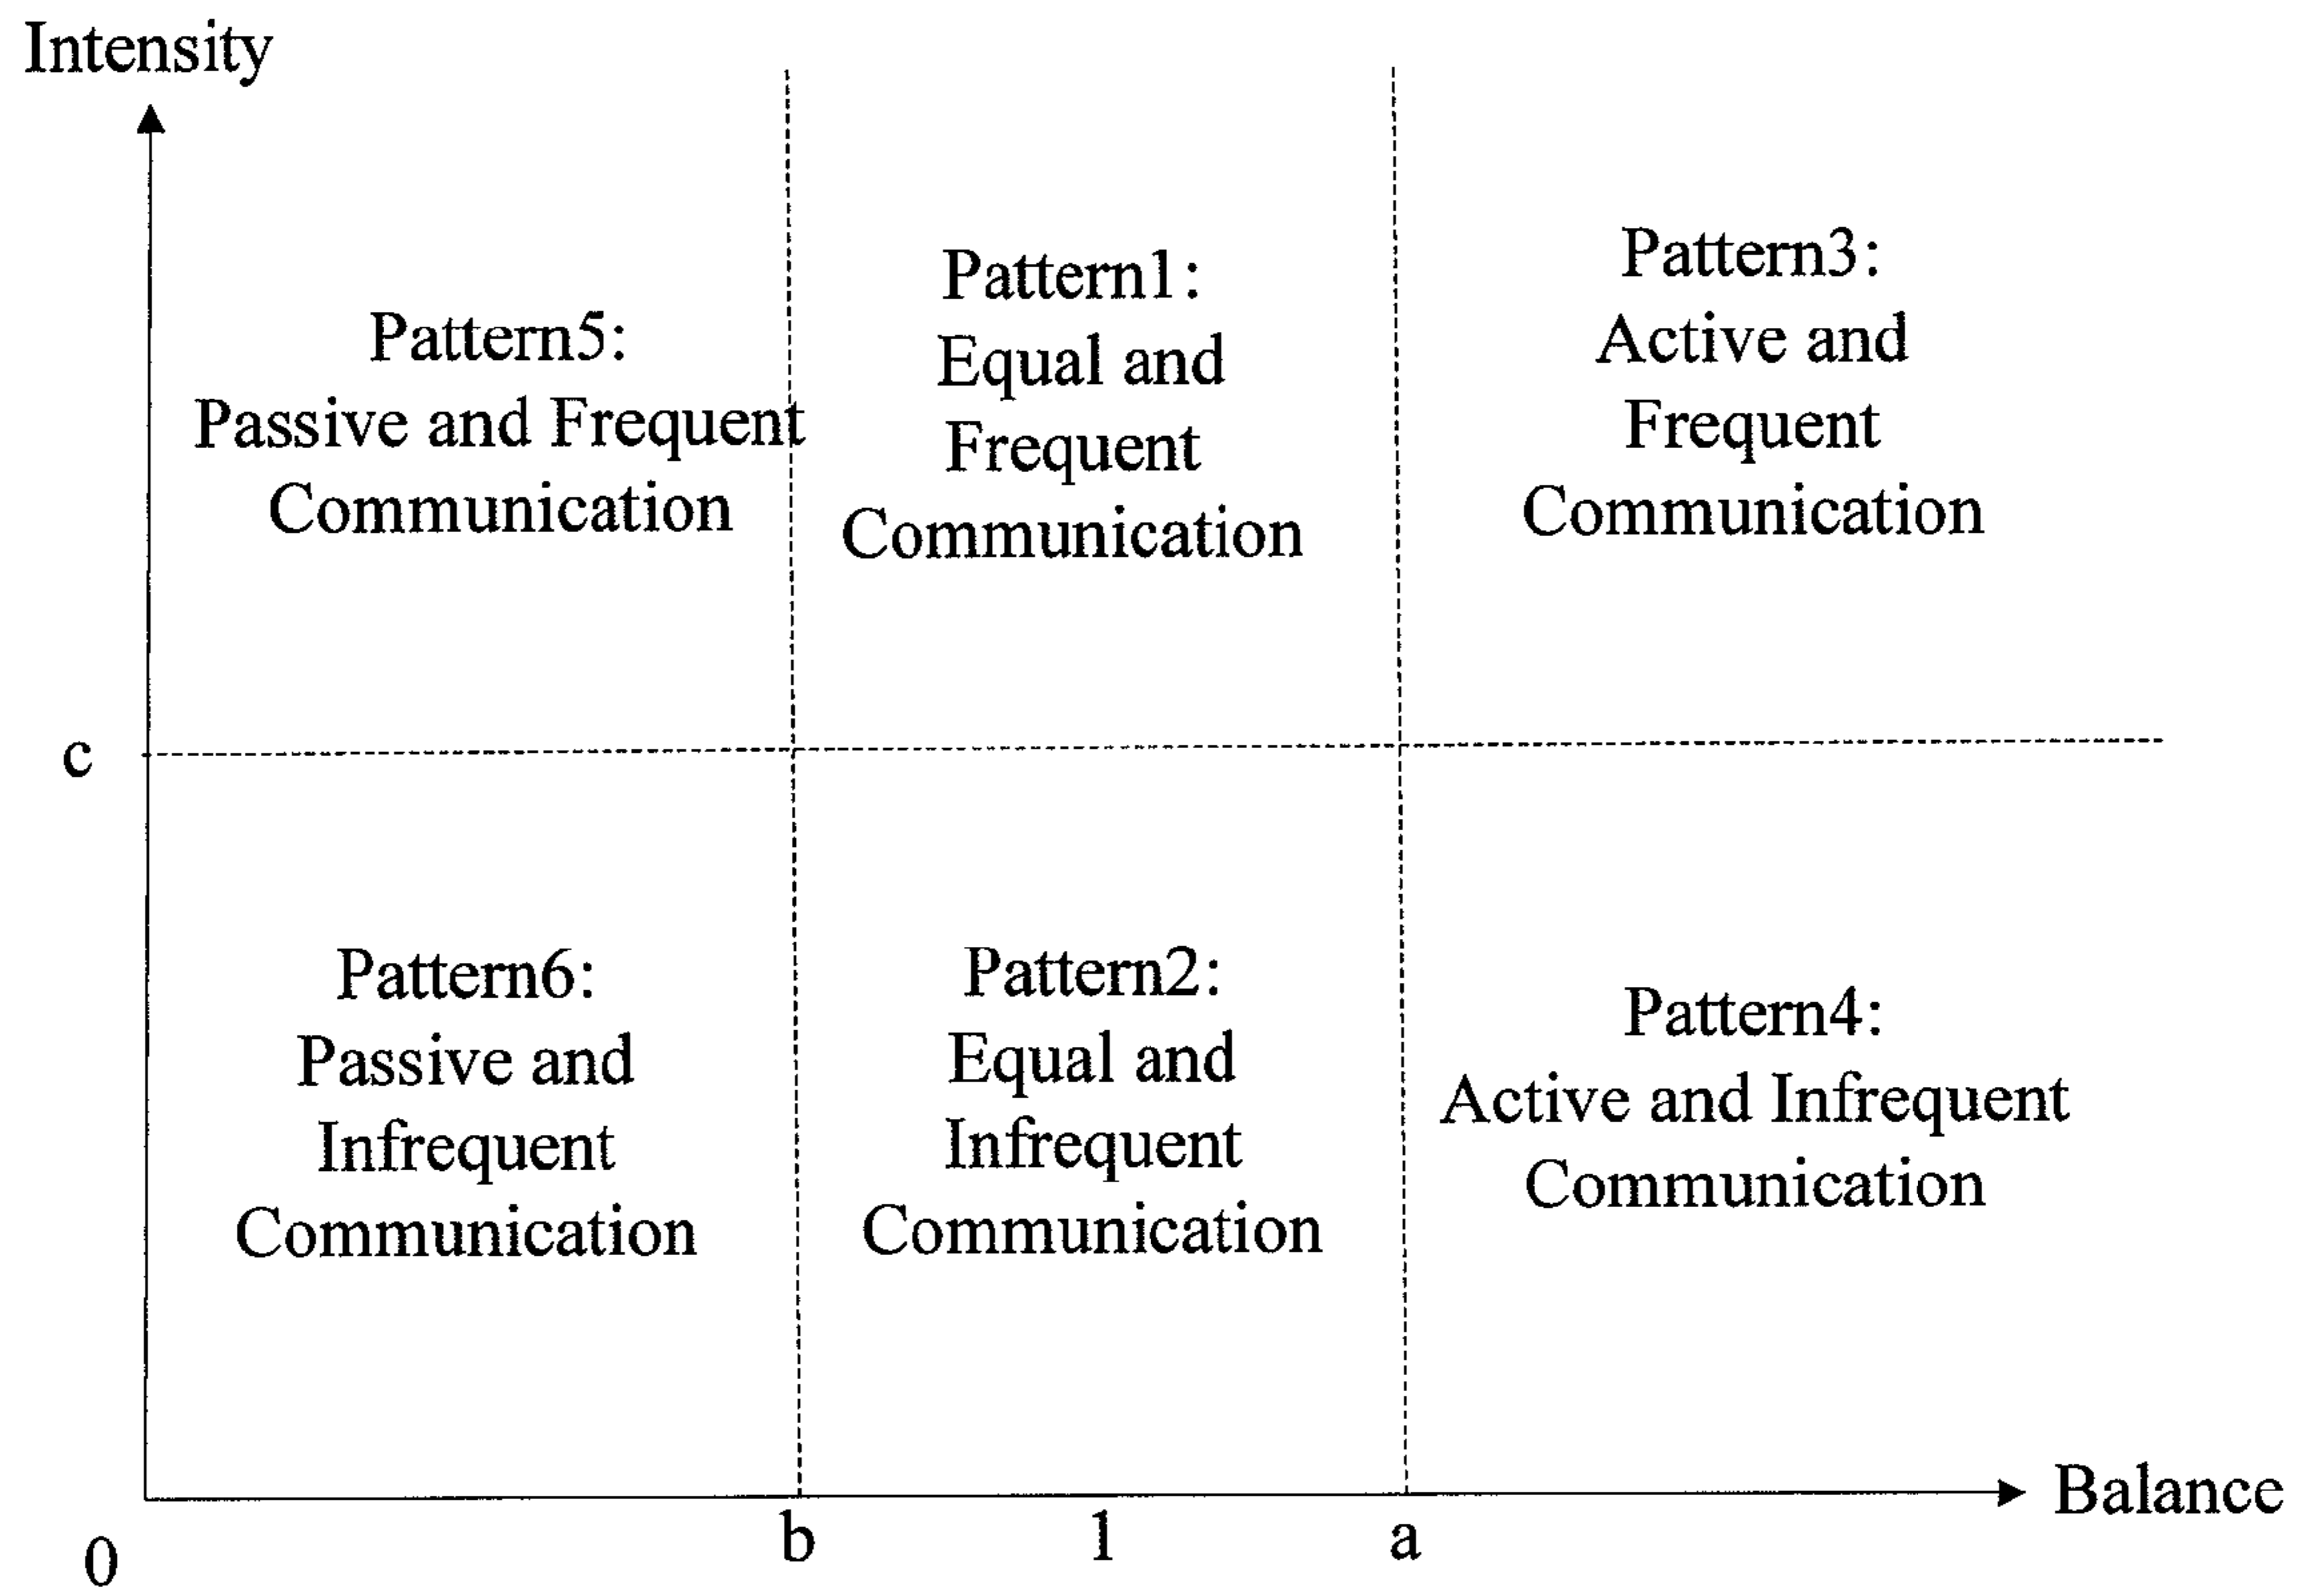 Intensity
Pattern5:
Passive and Frequent
Communication
Pattern1:
Equal and
Frequent
Communication
Pattern3:
Active and
Frequent
Communication
c
Pattern6:
Passive and
Infrequent
Communication
Pattern2:
Equal and
Infrequent
Communication
Pattern4:
Active and Infrequent
Communication
Balance
0
b
1
a